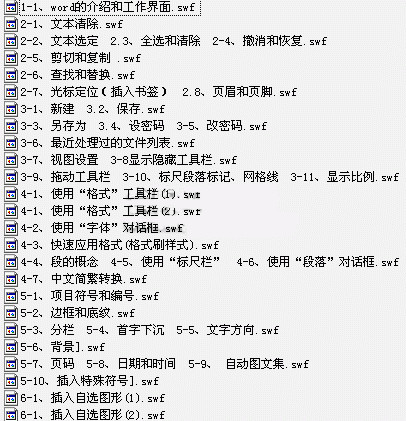 1-1、word的介绍和工作界面.swf
2-1、文本清除.swf
2-2、文本选定 2.3、全选和清除 2-4、撤消和恢复.swf
2-5、剪切和复制 .swf
2-6、查找和替换.swf
2-7、光标定位(插入书签) 2.8、页眉和页脚.swf
3-1、新建 3.2、保存.swf
3-3、另存为 3.4、设密码 3-5、改密码.swf
3-6、最近处理过的文件列表.swf
3-7、视图设置 3-8显示隐藏工具栏.swf
3-9、拖动工具栏 3-10、标尺段落标记、网格线 3-11、显示比例.swf
4-1、使用“格式”工具栏(1).swf
4-1、使用“格式”工具栏(2).swf
4-2、使用“字体”对话框.swf
4-3、快速应用格式(格式刷样式).swf
4-4、段的概念 4-5、使用“标尺栏” 4-6、使用“段落”对话框.swf
4-7、中文简繁转换.swf
5-1、项目符号和编号.swf
5-2、边框和底纹.swf
5-3、分栏 5-4、首字下沉 5-5、文字方向.swf
5-6、背景].swf
5-7、页码 5-8、日期和时间 5-9、 自动图文集.swf
5-10、插入特殊符号].swf
6-1、插入自选图形(1).swf
6-1、插入自选图形(2).swf